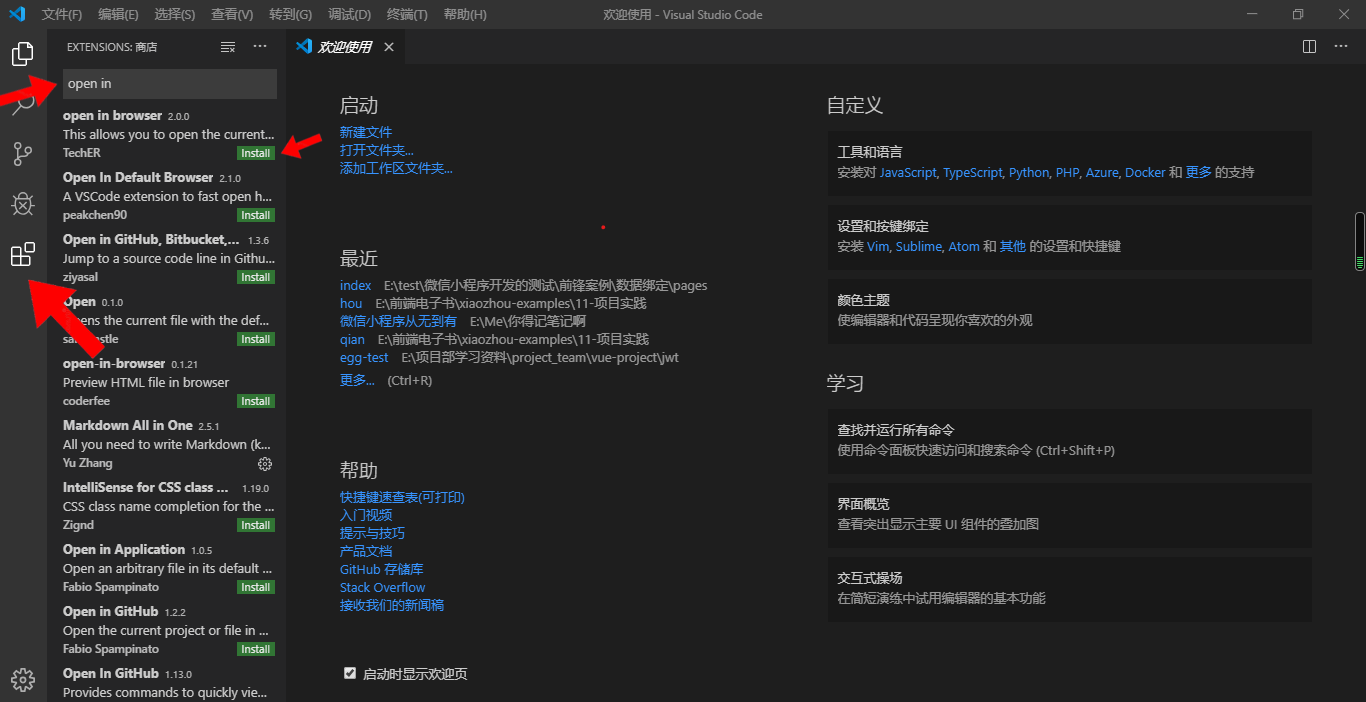 文件(F) 编辑(E) 选择(S) 查看(V) 转到(G) 调试(D) 终端(T) 帮助(H)
欢迎使用 - Visual Studio Code
EXTENSIONS: 商店
open in
open in browser 2.0.0
This allows you to open the current...
TechER Install
Open In Default Browser 2.1.0
A VSCode extension to fast open h...
peakchen90 Install
Open in GitHub, Bitbucket,... 1.3.6
Jump to a source code line in Githu...
ziyasal Install
Open 0.1.0
the current file with the def...
Install
open-in-browser 0.1.21
Preview HTML file in browser
coderfee Install
Markdown All in One 2.5.1
All you need to write Markdown (k...
Yu Zhang
IntelliSense for CSS class ... 1.19.0
CSS class name completion for the ...
Zignd Install
Open in Application 1.0.5
Open an arbitrary file in its default ...
Fabio Spampinato Install
Open in GitHub 1.2.2
Open the current project or file in ...
Fabio Spampinato Install
Open In GitHub 1.13.0
Provides commands to quickly vie...
欢迎使用
启动
新建文件
打开文件夹...
添加工作区文件夹...
最近
index E:\test\微信小程序开发的测试\前锋案例\数据绑定\pages
hou E:\前端电子书\xiaozhou-examples\11-项目实践
微信小程序从无到有 E:\Me\你得记笔记啊
qian E:\前端电子书\xiaozhou-examples\11-项目实践
egg-test E:\项目部学习资料\project_team\vue-project\jwt
更多... (Ctrl+R)
帮助
快捷键速查表(可打印)
入门视频
提示与技巧
产品文档
GitHub 存储库
Stack Overflow
接收我们的新闻稿
启动时显示欢迎页
自定义
工具和语言
安装对 JavaScript, TypeScript, Python, PHP, Azure, Docker 和 更多 的支持
设置和按键绑定
安装 Vim, Sublime, Atom 和 其他 的设置和快捷键
颜色主题
使编辑器和代码呈现你喜欢的外观
学习
查找并运行所有命令
使用命令面板快速访问和搜索命令 (Ctrl+Shift+P)
界面概览
查看突出显示主要 UI 组件的叠加图
交互式操场
在简短演练中试用编辑器的基本功能